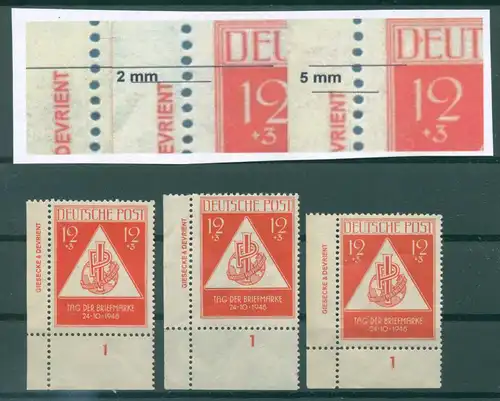 DEUT
DEUT
2 mm
5 mm
DEVRIENT
EVRIENT
EVRIENT
12
12
+3
+3
GIESECKE & DEVRIENT
DEUTSCHE POST
12 12
+3 +3
TAG DER BRIEFMARKE
24-10-1948
1
GIESECKE & DEVRIENT
DEUTSCHE POST
12 12
+3 +3
TAG DER BRIEFMARKE
24-10-1948
1
GIESECKE & DEVRIENT
DEUTSCHE POST
12 12
+3 +3
TAG DER BRIEFMARKE
24-10-1948
1